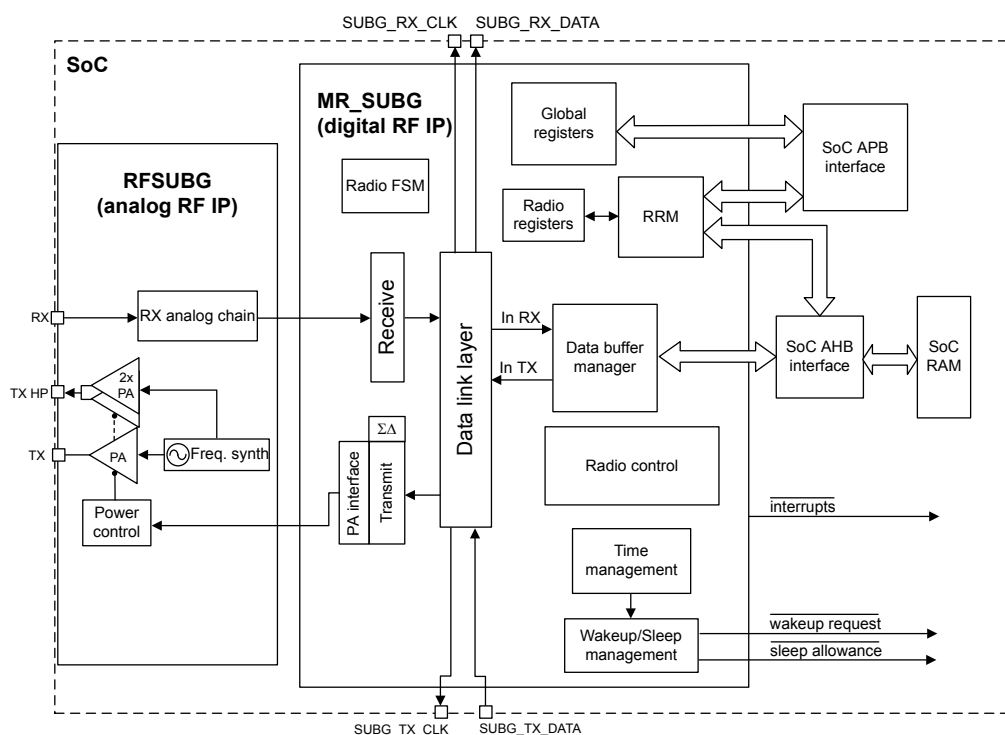 SUBG_RX_CLK
SUBG_RX_DATA
SoC
MR_SUBG
(digital RF IP)
Global
registers
SoC APB
interface
RFSUBG
(analog RF IP)
Radio FSM
Radio
registers
RRM
RX
RX analog chain
Receive
Data link layer
In RX
In TX
Data buffer
manager
SoC AHB
interface
SoC
RAM
TX HP
2x
PA
TX
PA
Freq. synth
ΣΔ
PA interface
Transmit
Radio control
Power
control
interrupts
Time
management
Wakeup/Sleep
management
wakeup request
sleep allowance
SUBG_TX_CLK
SUBG_TX_DATA